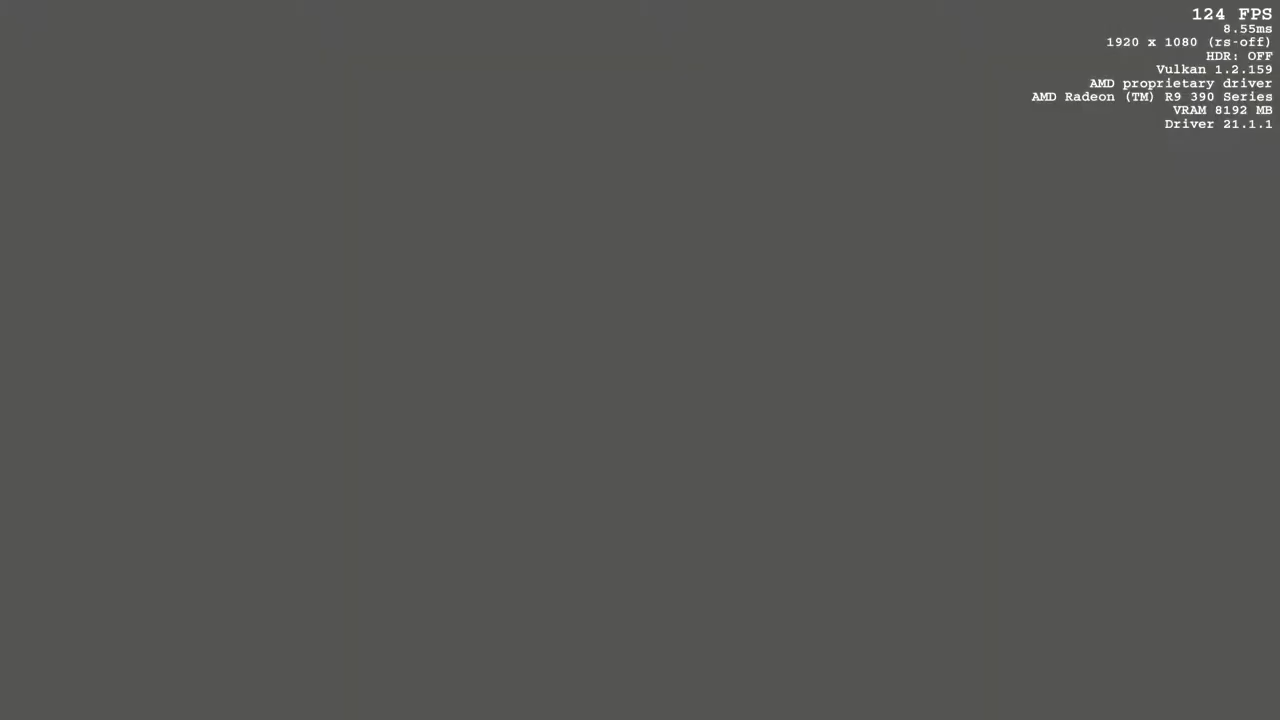 124 FPS
8.55ms
1920 x 1080 (rs-off)
HDR: OFF
Vulkan 1.2.159
AMD proprietary driver
AMD Radeon (TM) R9 390 Series
VRAM 8192 MB
Driver 21.1.1